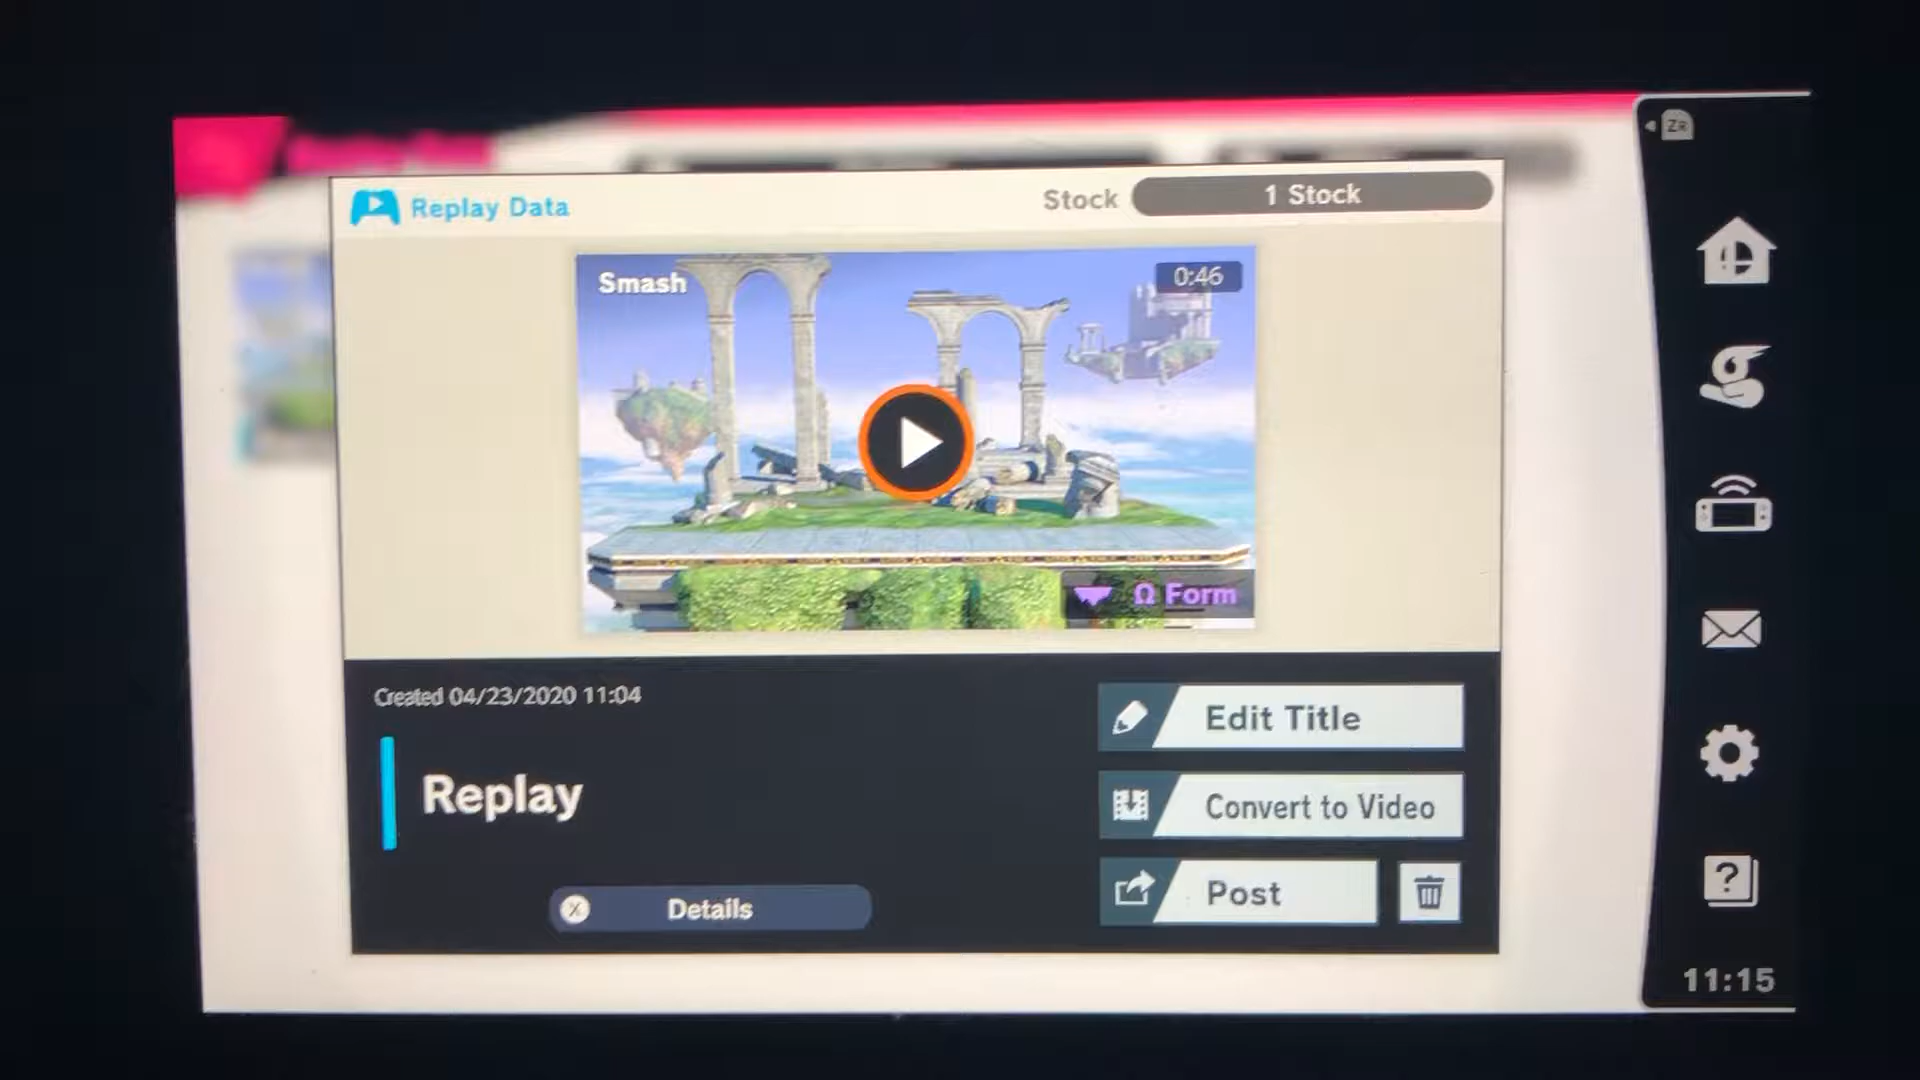 ZR
Replay Data
Stock
1 Stock
Smash
0:46
Ω Form
Created 04/23/2020 11:04
Replay
X
Details
Edit Title
Convert to Video
Post
?
11:15